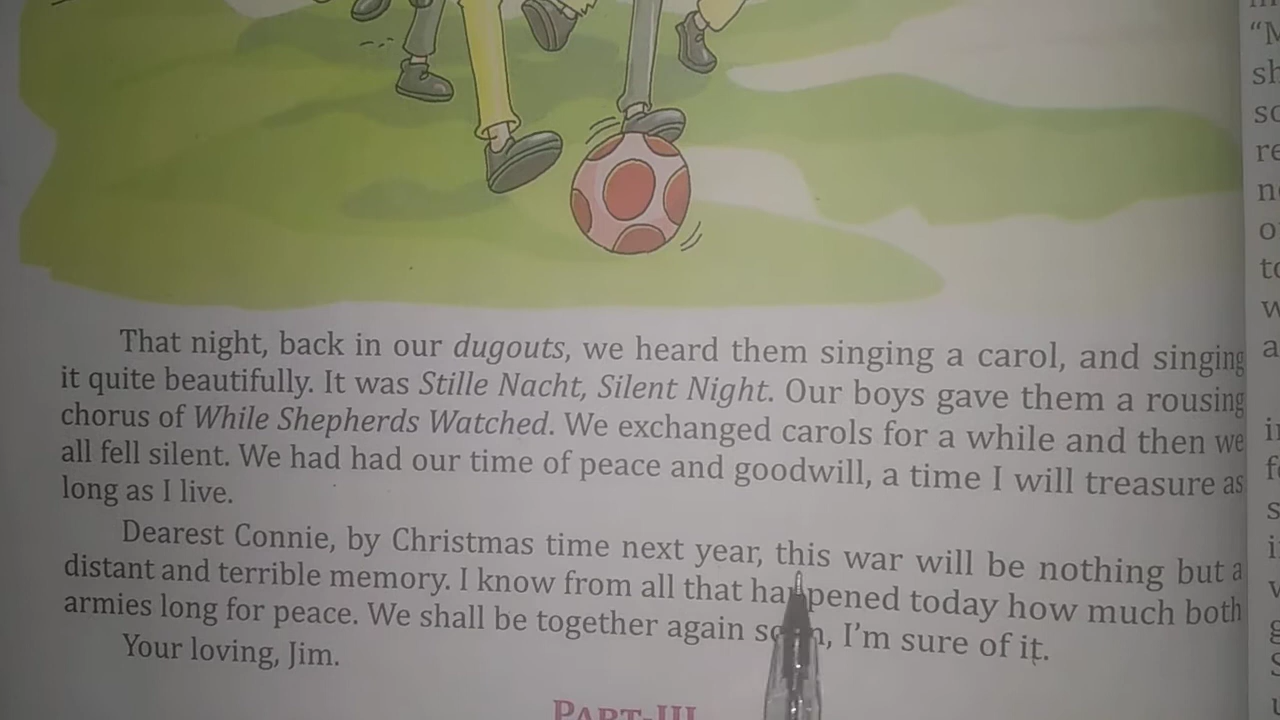 That night, back in our dugouts, we heard them singing a carol, and singing
it quite beautifully. It was Stille Nacht, Silent Night. Our boys gave them a rousing
chorus of While Shepherds Watched. We exchanged carols for a while and then we
all fell silent. We had had our time of peace and goodwill, a time I will treasure as
long as I live.
Dearest Connie, by Christmas time next year, this war will be nothing but a
distant and terrible memory. I know from all that happened today how much both
armies long for peace. We shall be together again soon, I'm sure of it.
Your loving, Jim.
PART-III